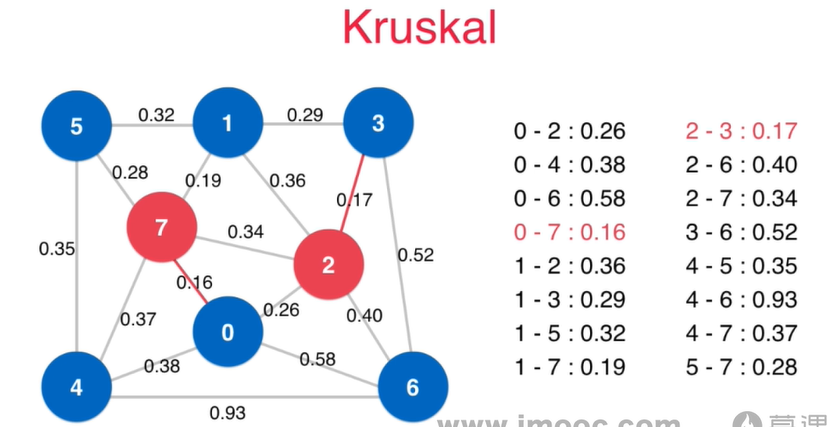 Kruskal
5
0.32
1
0.29
3
0.28
0.19
0.36
0.17
7
0.34
2
0.35
0.52
0.16
0.26
0.40
0.37
0
0.38
0.58
4
6
0.93
0 - 2 : 0.26
0 - 4 : 0.38
0 - 6 : 0.58
0 - 7 : 0.16
1 - 2 : 0.36
1 - 3 : 0.29
1 - 5 : 0.32
1 - 7 : 0.19
2 - 3 : 0.17
2 - 6 : 0.40
2 - 7 : 0.34
3 - 6 : 0.52
4 - 5 : 0.35
4 - 6 : 0.93
4 - 7 : 0.37
5 - 7 : 0.28
www.imooc.com